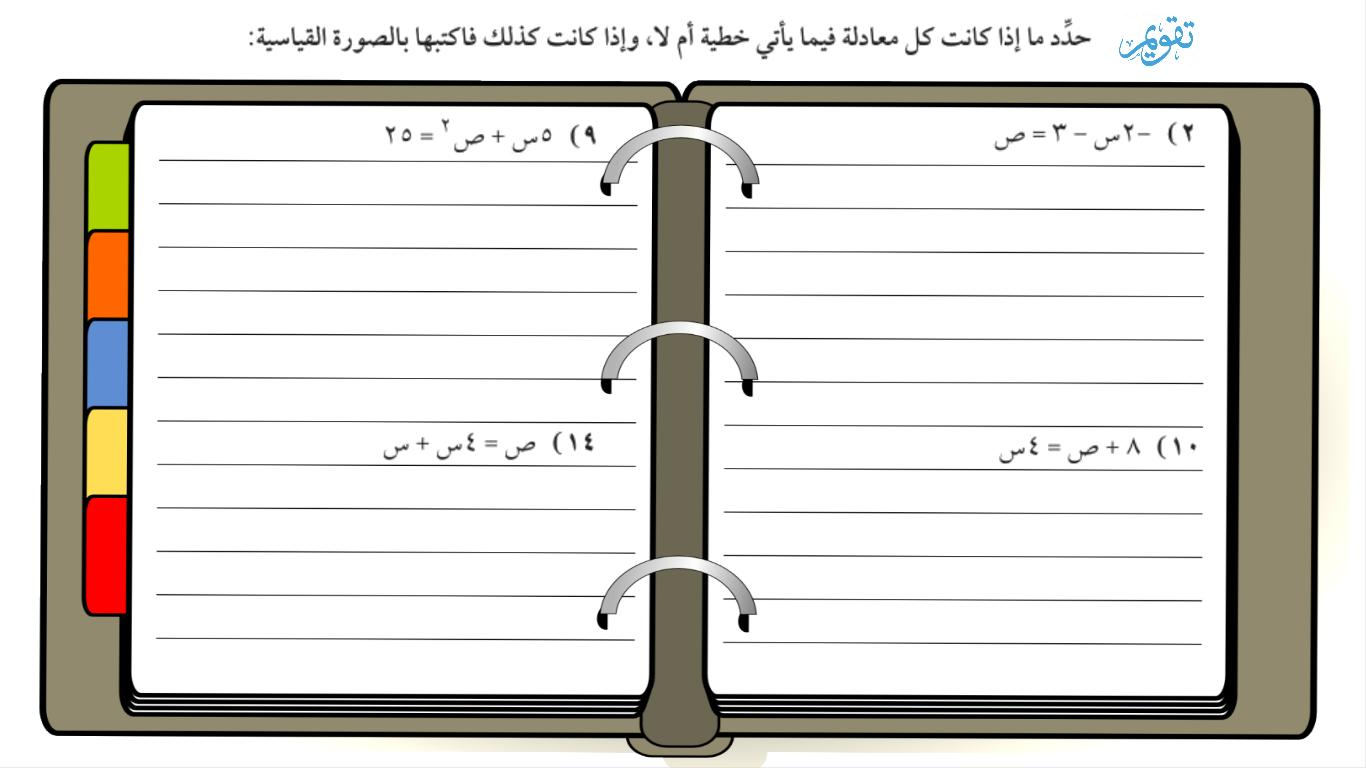 تقويم حدِّد ما إذا كانت كل معادلة فيما يأتي خطية أم لا، وإذا كانت كذلك فاكتبها بالصورة القياسية:
٢) -٢س - ٣ = ص
١٠) ٨ + ص = ٤س
٩) ٥س + ص² = ٢٥
١٤) ص = ٤س + س